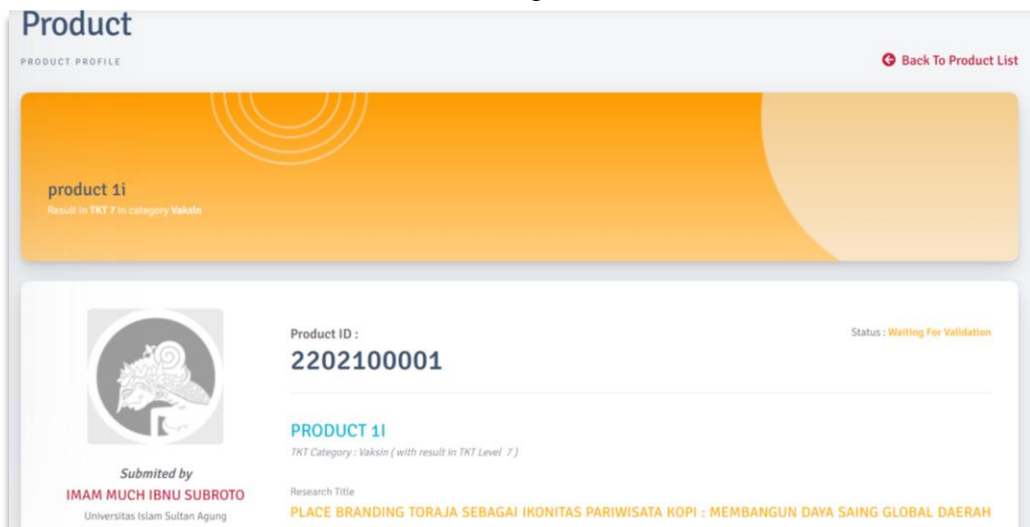 Product
PRODUCT PROFILE
Back To Product List
product 1i
Result in TKT 7 in category Vaksin
Product ID :
2202100001
Status : Waiting For Validation
PRODUCT 1I
TKT Category : Vaksin ( with result in TKT Level 7 )
Submited by
IMAM MUCH IBNU SUBROTO
Universitas Islam Sultan Agung
Research Title
PLACE BRANDING TORAJA SEBAGAI IKONITAS PARIWISATA KOPI : MEMBANGUN DAYA SAING GLOBAL DAERAH